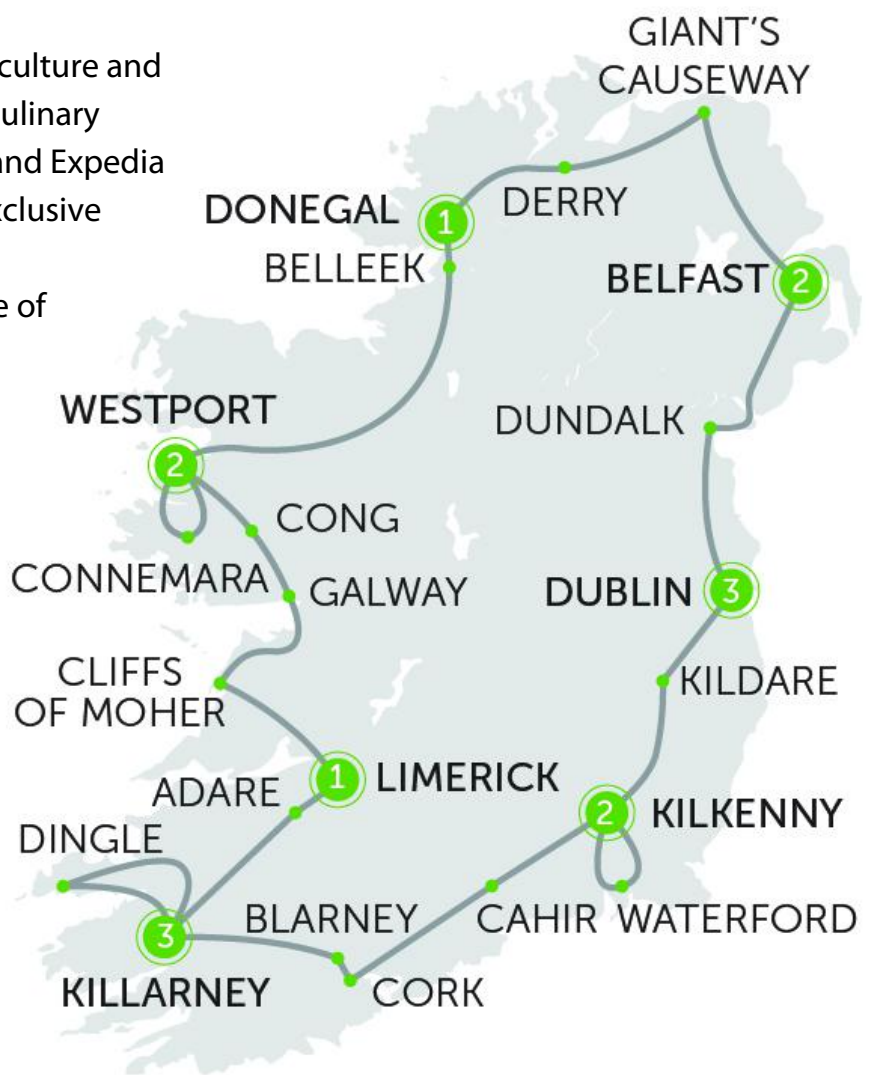 culture and
ulinary
and Expedia
xclusive
e of
GIANT'S
CAUSEWAY
DERRY
DONEGAL
1
BELLEEK
BELFAST
2
WESTPORT
2
DUNDALK
CONG
CONNEMARA
GALWAY
DUBLIN
3
CLIFFS
OF MOHER
KILDARE
1
LIMERICK
ADARE
2
KILKENNY
DINGLE
BLARNEY
CAHIR
WATERFORD
3
KILLARNEY
CORK